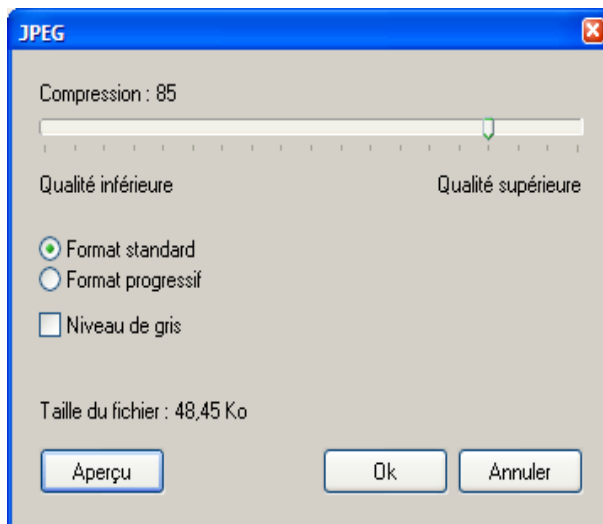 JPEG
Compression : 85
Qualité inférieure
Qualité supérieure
Format standard
Format progressif
Niveau de gris
Taille du fichier : 48,45 Ko
Aperçu
Ok
Annuler